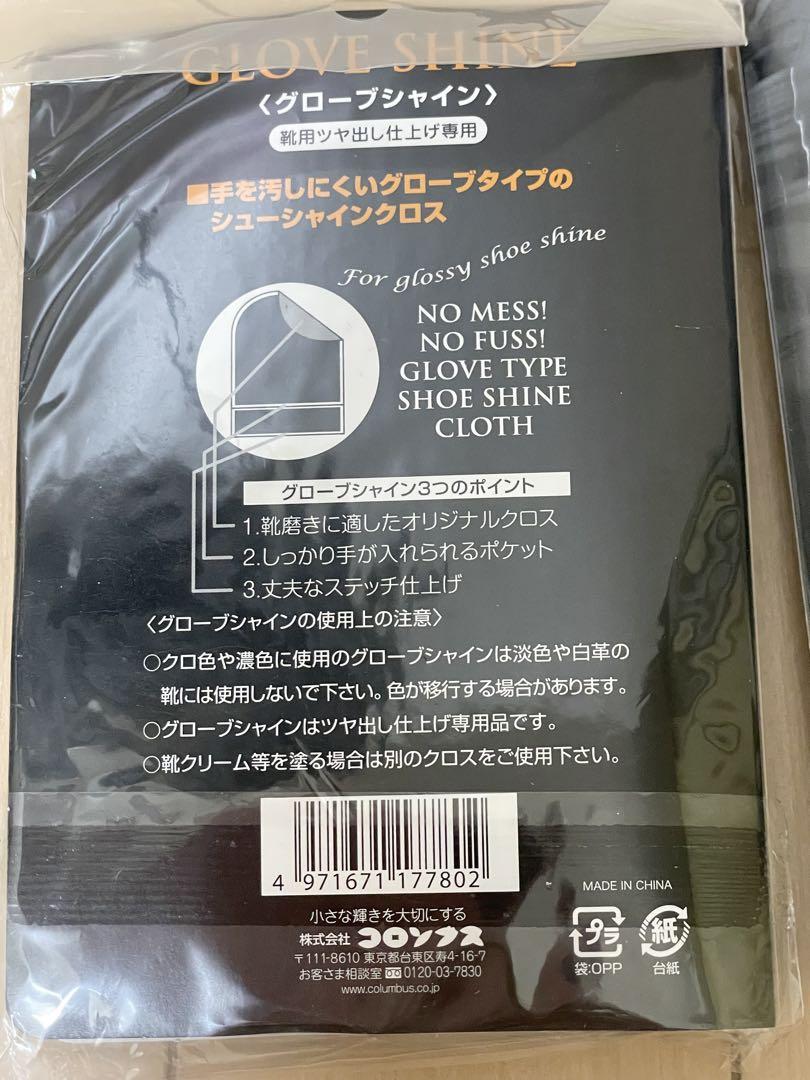 GLOVE SHINE
〈グローブシャイン〉
靴用ツヤ出し仕上げ専用
■手を汚しにくいグローブタイプの
シューシャインクロス
For glossy shoe shine
NO MESS!
NO FUSS!
GLOVE TYPE
SHOE SHINE
CLOTH
グローブシャイン3つのポイント
1.靴磨きに適したオリジナルクロス
2.しっかり手が入れられるポケット
3.丈夫なステッチ仕上げ
〈グローブシャインの使用上の注意〉
○クロ色や濃色に使用のグローブシャインは淡色や白革の
靴には使用しないで下さい。色が移行する場合があります。
○グローブシャインはツヤ出し仕上げ専用品です。
○靴クリーム等を塗る場合は別のクロスをご使用下さい。
4 971671 177802
小さな輝きを大切にする
株式会社 コロンブス
〒111-8610 東京都台東区寿4-16-7
お客さま相談室 0120-03-7830
www.columbus.co.jp
MADE IN CHINA
プラ
袋:OPP
紙
台紙